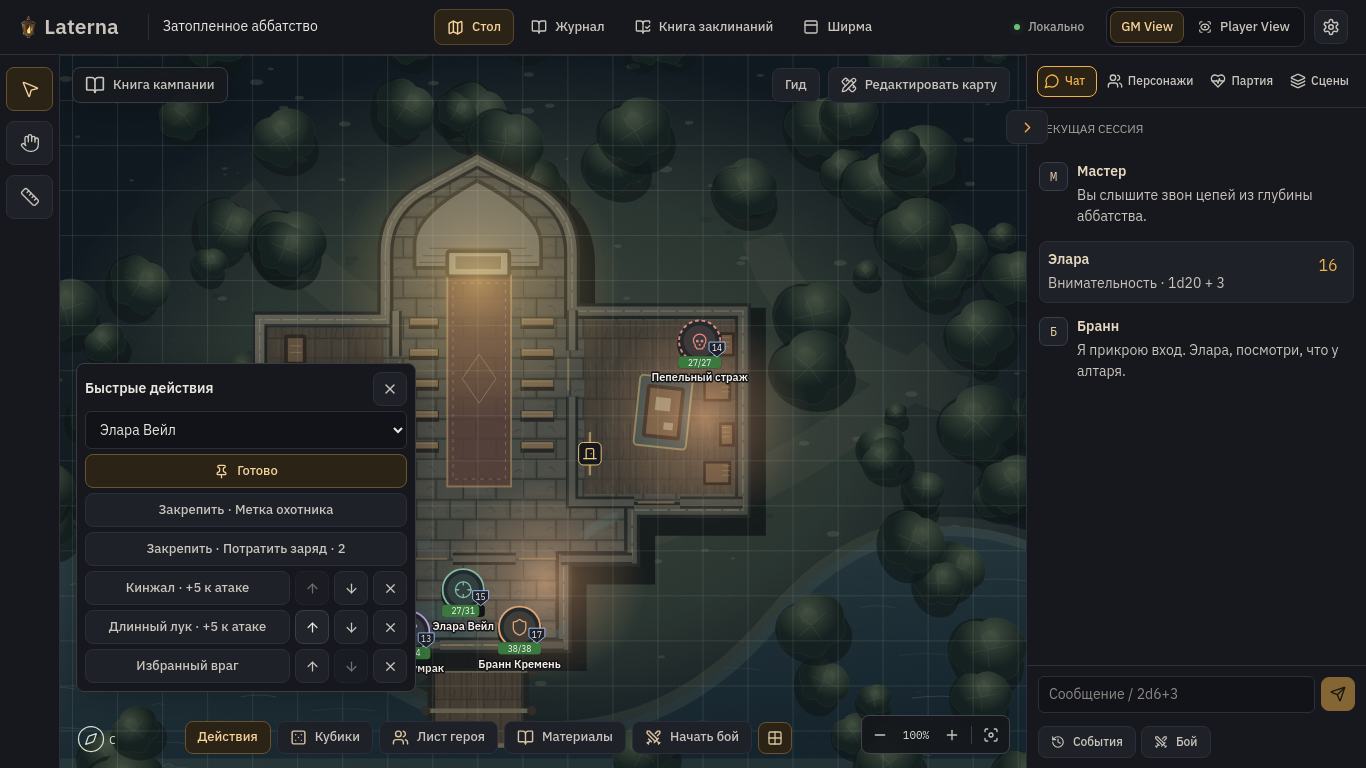 Laterna
Затопленное аббатство
Стол
Журнал
Книга заклинаний
Ширма
Локально
GM View
Player View
Книга кампании
Гид
Редактировать карту
Чат
Персонажи
Партия
Сцены
ЕКУЩАЯ СЕССИЯ
М
Мастер
Вы слышите звон цепей из глубины
аббатства.
Элара
16
Внимательность · 1d20 + 3
Б
Бранн
Я прикрою вход. Элара, посмотри, что у
алтаря.
14
27/27
Пепельный страж
Быстрые действия
Элара Вейл
Готово
Закрепить · Метка охотника
Закрепить · Потратить заряд · 2
Кинжал · +5 к атаке
Длинный лук · +5 к атаке
Избранный враг
15
27/31
Элара Вейл
13
4
умрак
17
38/38
Бранн Кремень
С
Действия
Кубики
Лист героя
Материалы
Начать бой
100%
Сообщение / 2d6+3
События
Бой